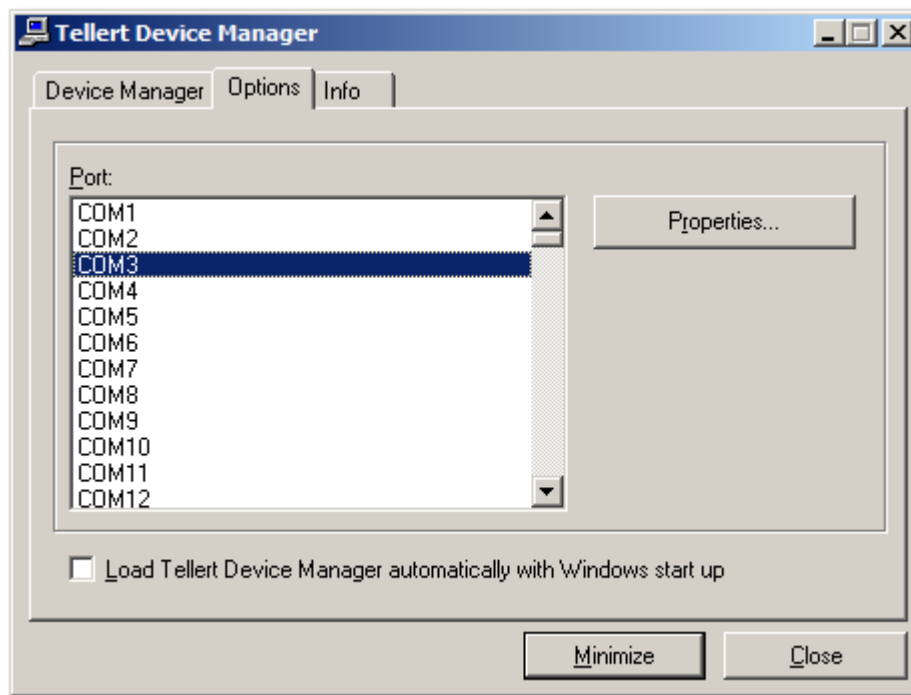 Tellert Device Manager
Device Manager Options Info
Port:
COM1
COM2
COM3
COM4
COM5
COM6
COM7
COM8
COM9
COM10
COM11
COM12
Properties...
Load Tellert Device Manager automatically with Windows start up
Minimize Close